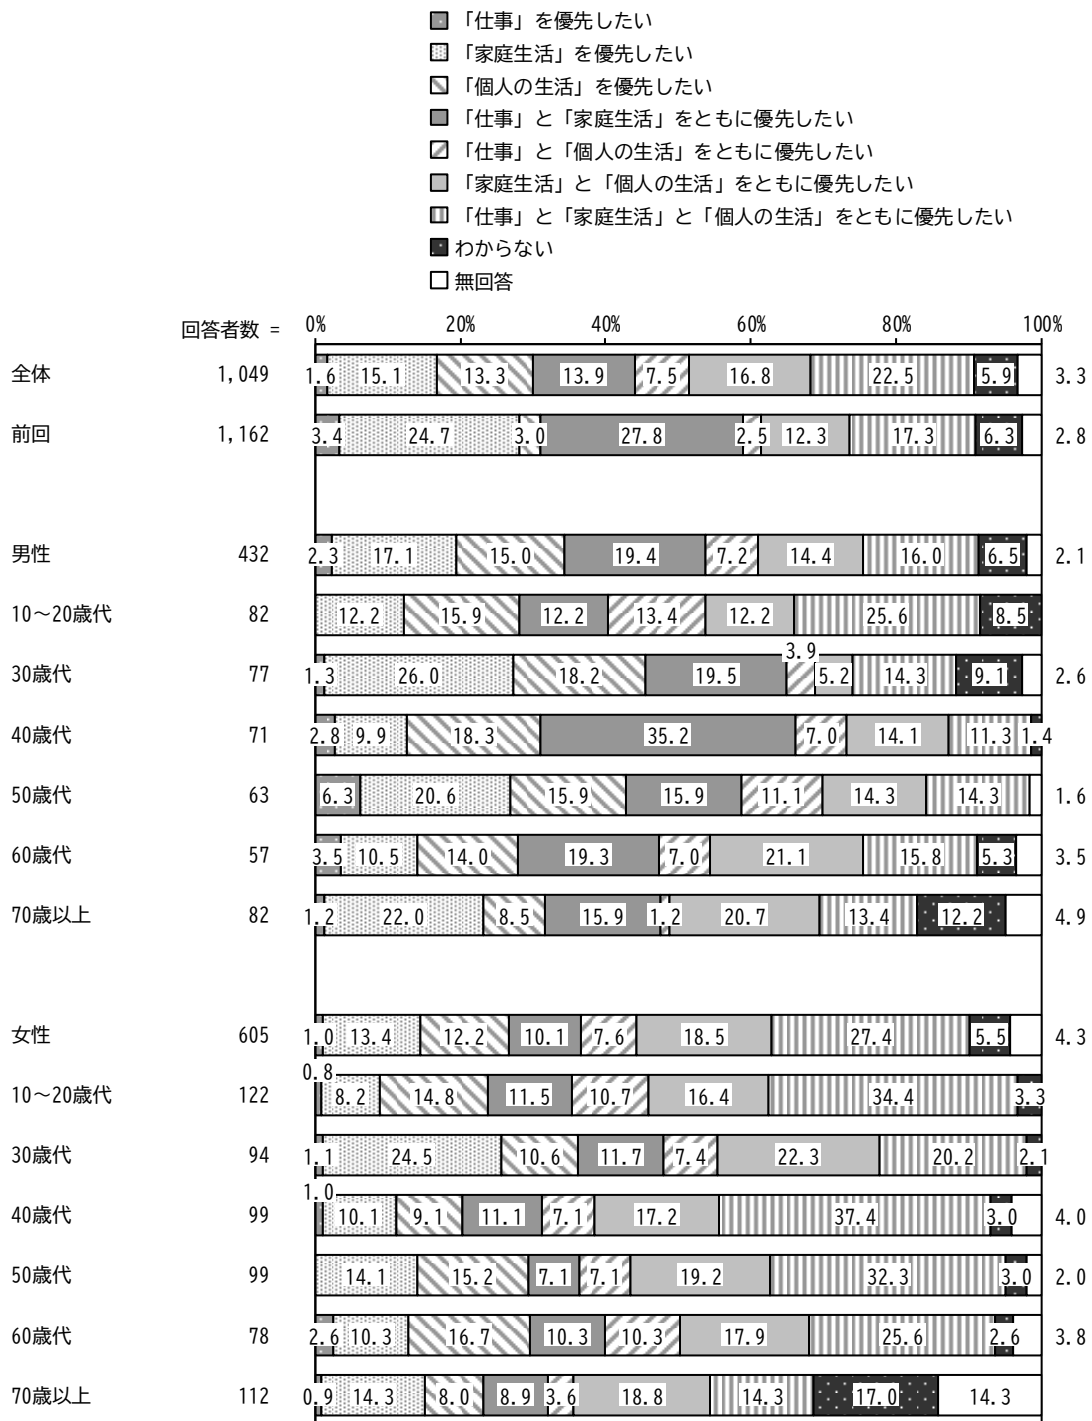 「仕事」を優先したい
「家庭生活」を優先したい
「個人の生活」を優先したい
「仕事」と「家庭生活」をともに優先したい
「仕事」と「個人の生活」をともに優先したい
「家庭生活」と「個人の生活」をともに優先したい
「仕事」と「家庭生活」と「個人の生活」をともに優先したい
わからない
無回答
回答者数 = 0% 20% 40% 60% 80% 100%
全体 1,049 1.6 15.1 13.3 13.9 7.5 16.8 22.5 5.9 3.3
前回 1,162 3.4 24.7 3.0 27.8 2.5 12.3 17.3 6.3 2.8
男性 432 2.3 17.1 15.0 19.4 7.2 14.4 16.0 6.5 2.1
10～20歳代 82 12.2 15.9 12.2 13.4 12.2 25.6 8.5
30歳代 77 1.3 26.0 18.2 19.5 3.9 5.2 14.3 9.1 2.6
40歳代 71 2.8 9.9 18.3 35.2 7.0 14.1 11.3 1.4
50歳代 63 6.3 20.6 15.9 15.9 11.1 14.3 14.3 1.6
60歳代 57 3.5 10.5 14.0 19.3 7.0 21.1 15.8 5.3 3.5
70歳以上 82 1.2 22.0 8.5 15.9 1.2 20.7 13.4 12.2 4.9
女性 605 1.0 13.4 12.2 10.1 7.6 18.5 27.4 5.5 4.3
10～20歳代 122 0.8 8.2 14.8 11.5 10.7 16.4 34.4 3.3
30歳代 94 1.1 24.5 10.6 11.7 7.4 22.3 20.2 2.1
40歳代 99 1.0 10.1 9.1 11.1 7.1 17.2 37.4 3.0 4.0
50歳代 99 14.1 15.2 7.1 7.1 19.2 32.3 3.0 2.0
60歳代 78 2.6 10.3 16.7 10.3 10.3 17.9 25.6 2.6 3.8
70歳以上 112 0.9 14.3 8.0 8.9 3.6 18.8 14.3 17.0 14.3